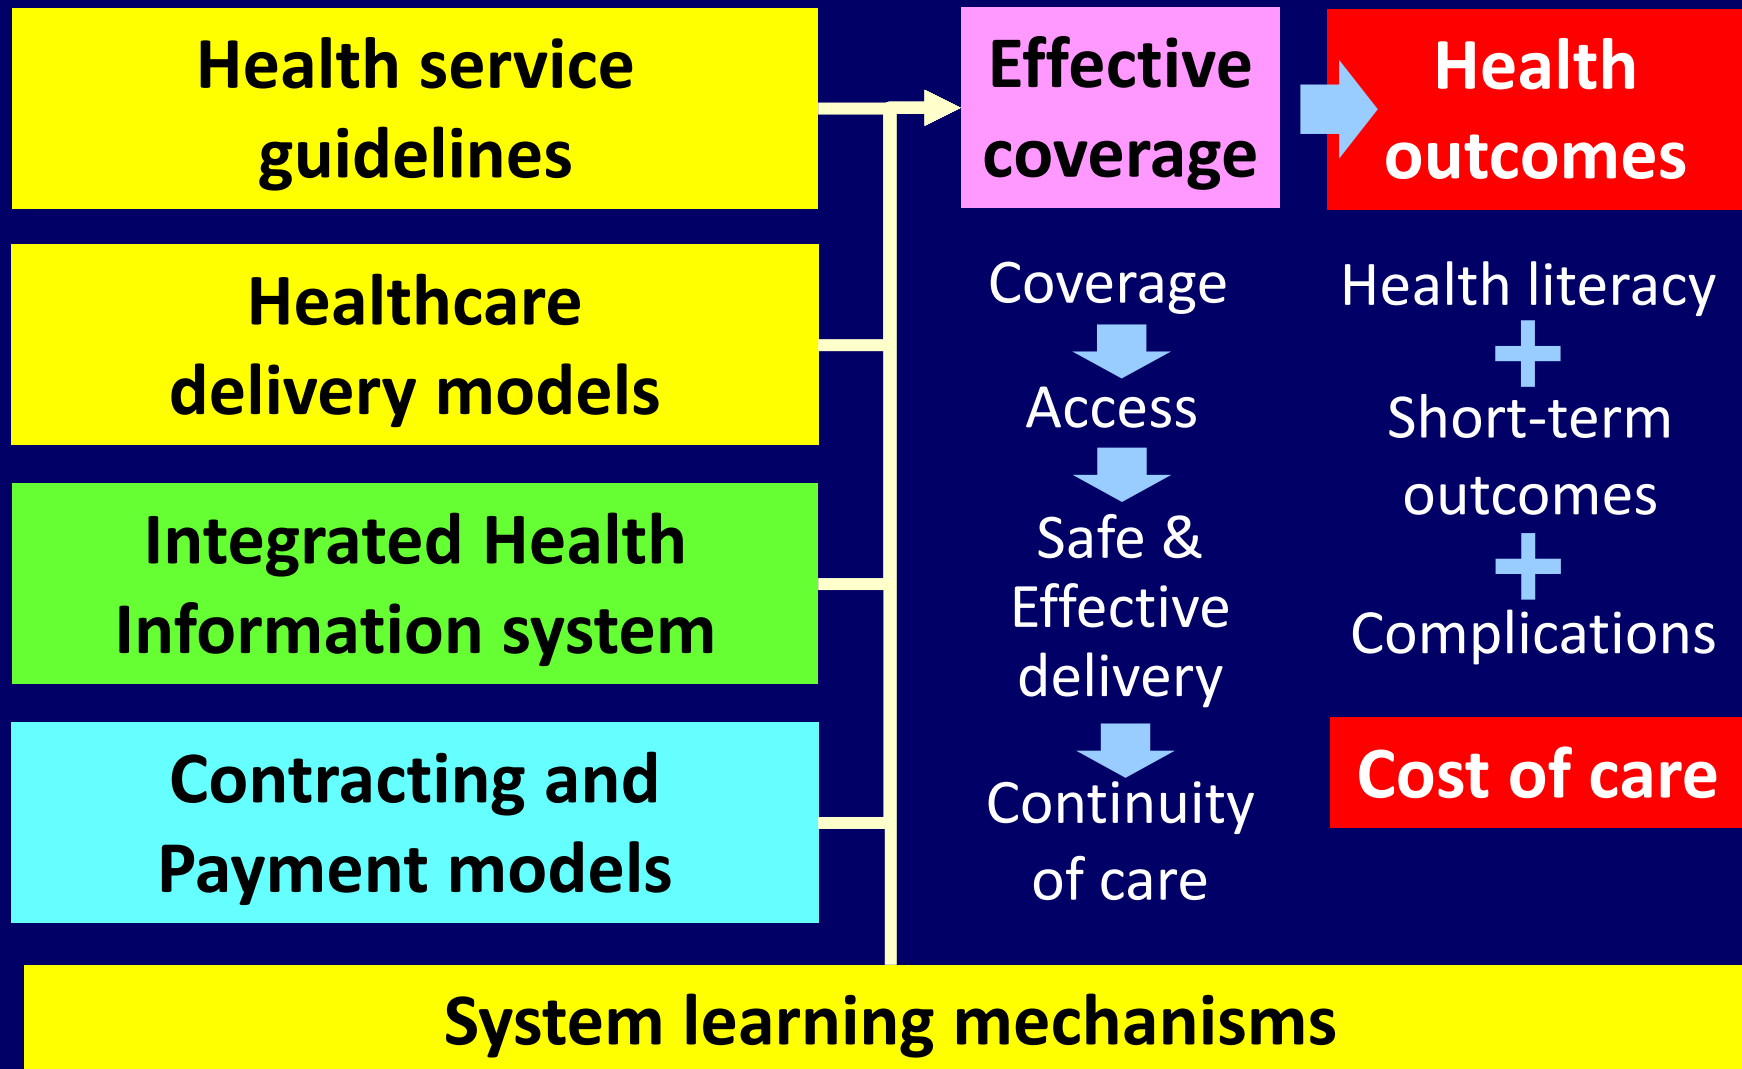 Health service
guidelines
Healthcare
delivery models
Integrated Health
Information system
Contracting and
Payment models
Effective
coverage
Coverage
Access
Safe &
Effective
delivery
Continuity
of care
Health
outcomes
Health literacy
+
Short-term
outcomes
+
Complications
Cost of care
System learning mechanisms